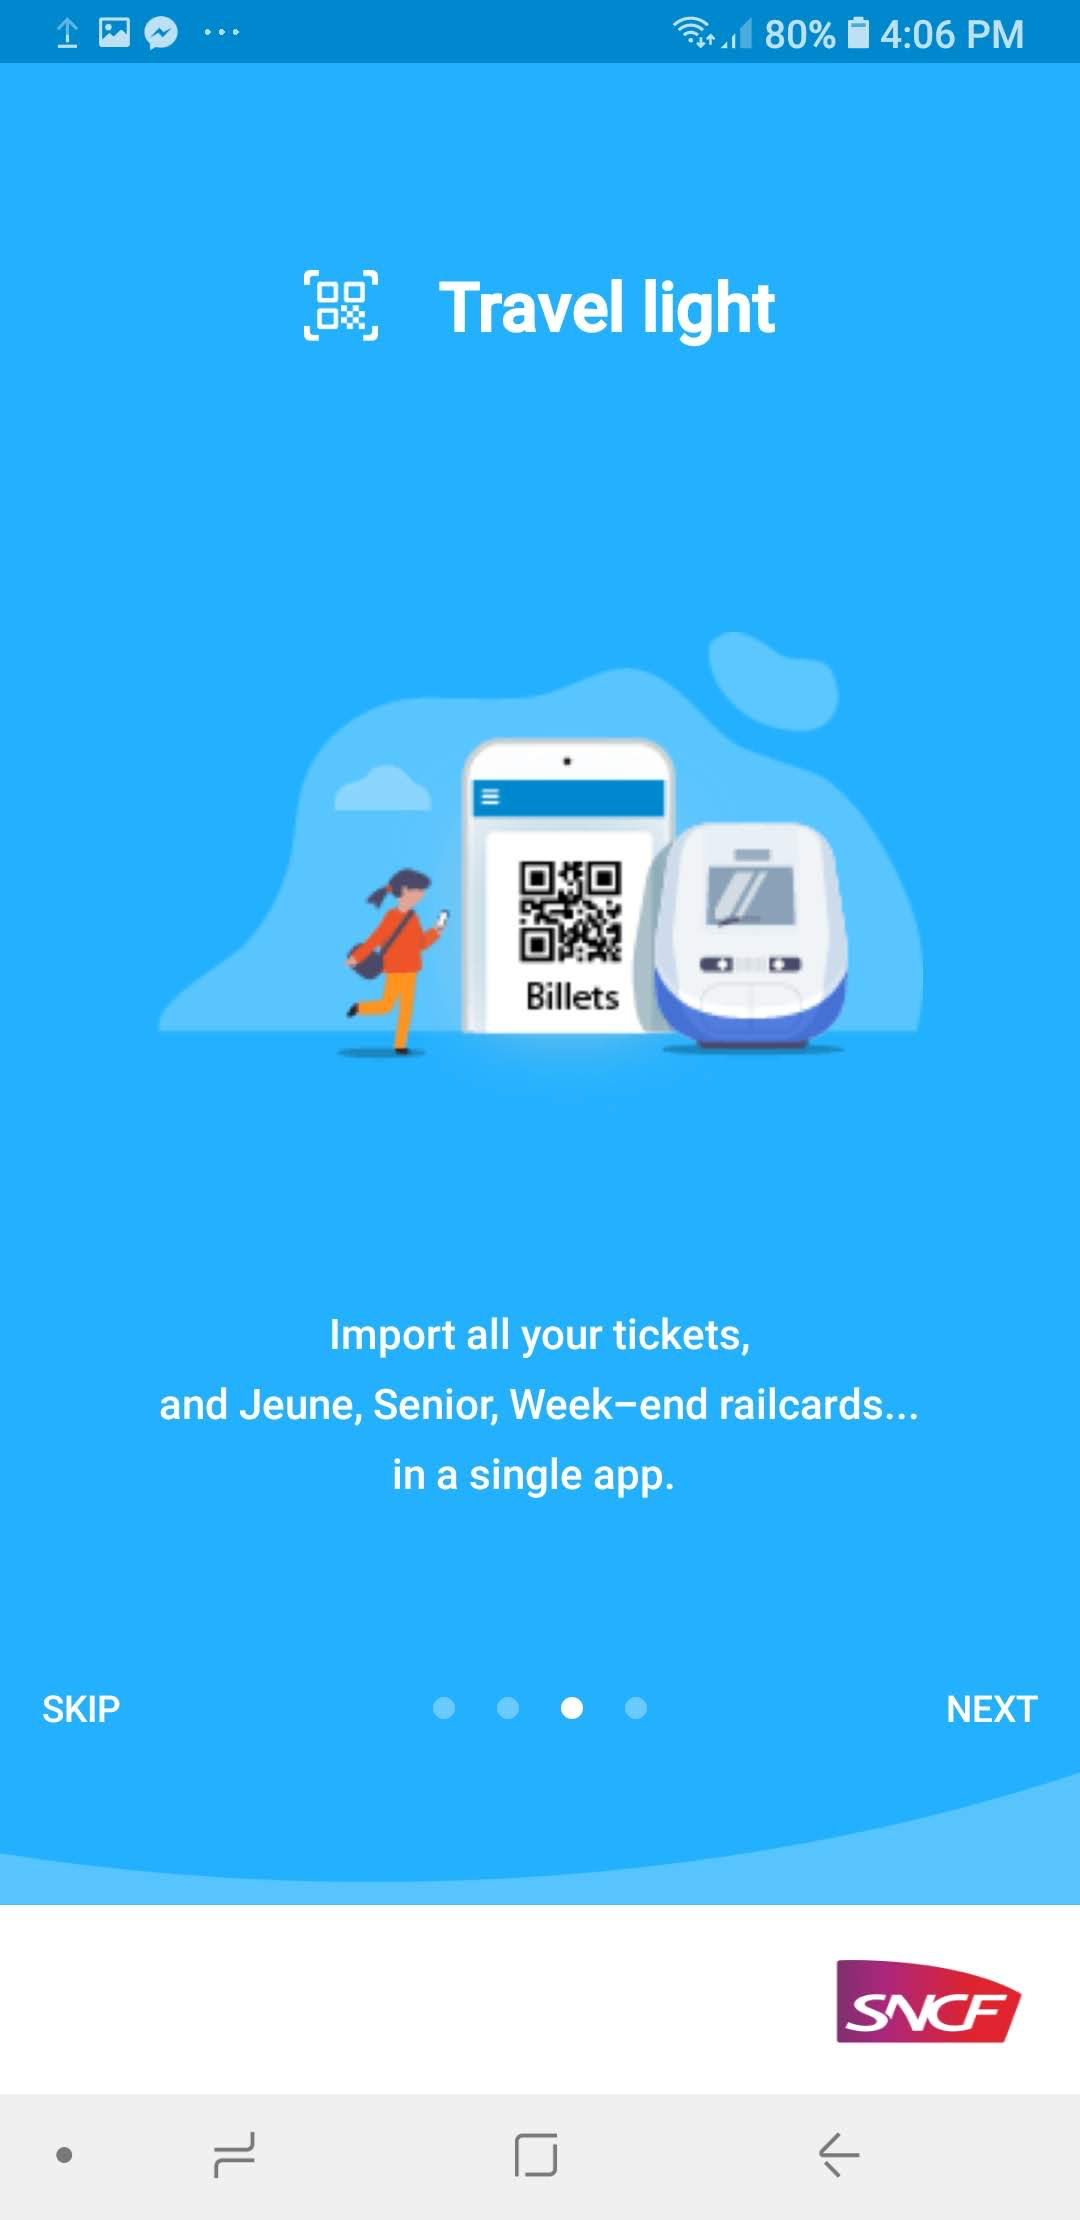 80% 4:06 PM
Travel light
Billets
Import all your tickets,
and Jeune, Senior, Week-end railcards...
in a single app.
SKIP
NEXT
SNCF